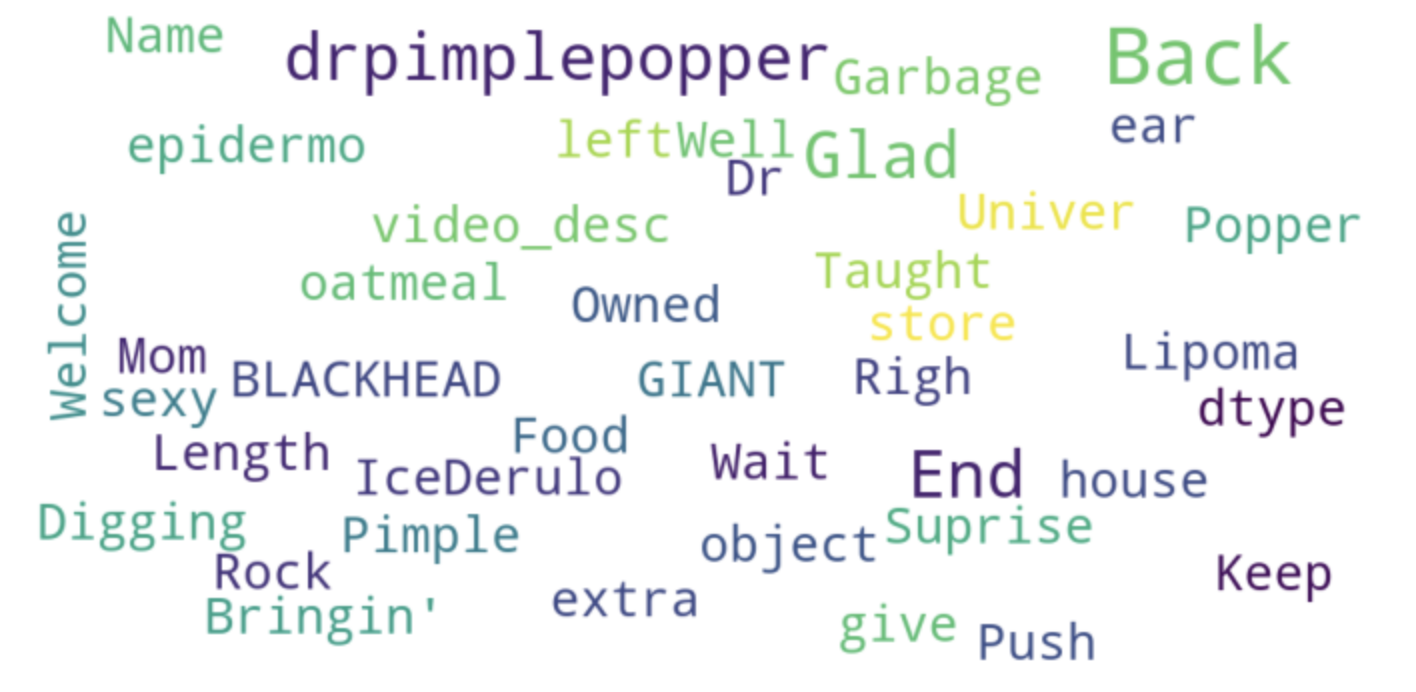 Name
drpimplepopper
Garbage
Back
ear
epidermo
left
Well
Glad
Dr
Univer
Popper
video_desc
Welcome
oatmeal
Taught
Owned
store
Mom
Lipoma
BLACKHEAD
GIANT
Righ
sexy
dtype
Food
Length
Wait
End
IceDerulo
house
Digging
Pimple
Suprise
object
Rock
Keep
Bringin'
extra
give
Push